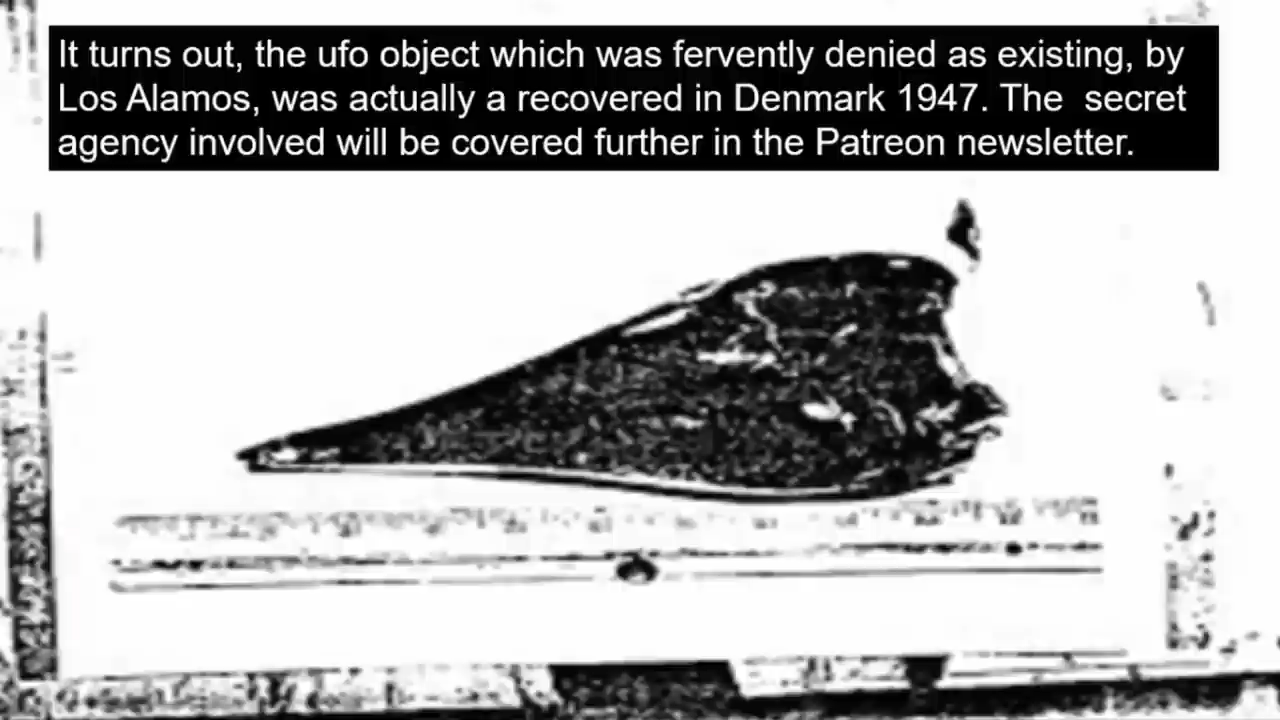 It turns out, the ufo object which was fervently denied as existing, by
Los Alamos, was actually a recovered in Denmark 1947. The  secret
agency involved will be covered further in the Patreon newsletter.